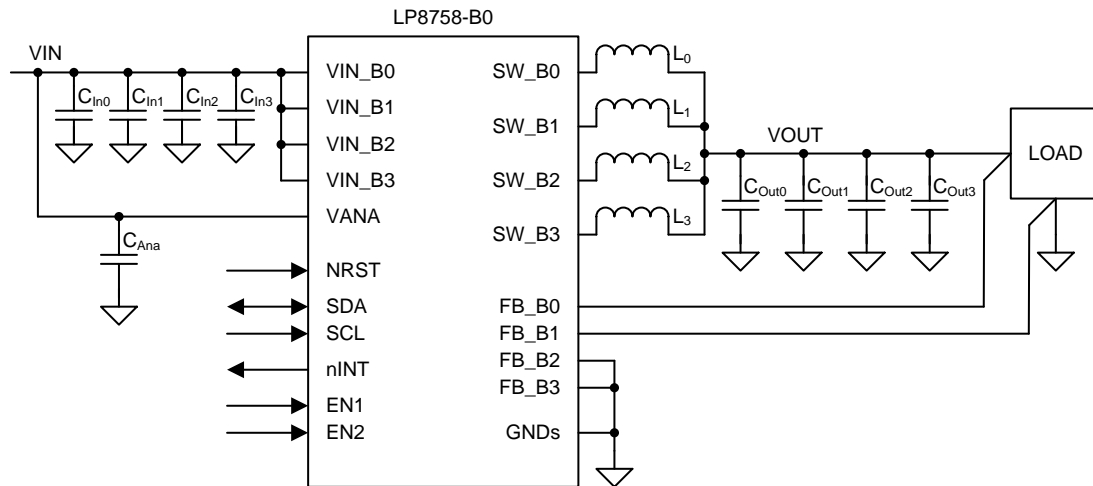 LP8758-B0
VIN
VIN_B0
VIN_B1
VIN_B2
VIN_B3
VANA
NRST
SDA
SCL
nINT
EN1
EN2
SW_B0
SW_B1
SW_B2
SW_B3
FB_B0
FB_B1
FB_B2
FB_B3
GNDs
CIn0
CIn1
CIn2
CIn3
CAna
L0
L1
L2
L3
VOUT
COut0
COut1
COut2
COut3
LOAD